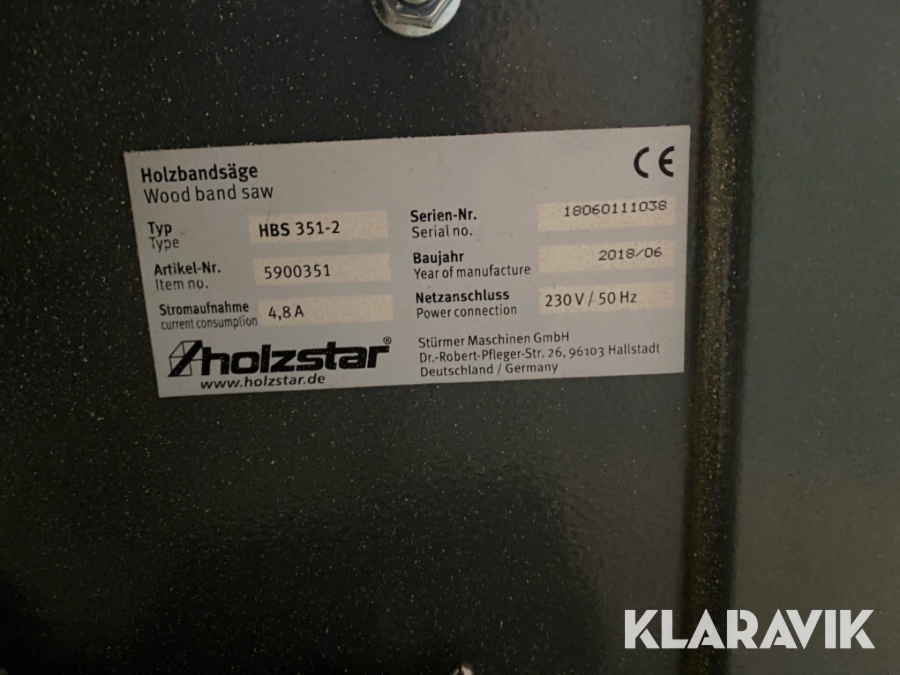 Holzbandsäge
Wood band saw
CE
Typ
Type
HBS 351-2
Artikel-Nr.
Item no.
5900351
Stromaufnahme
current consumption
4,8 A
Serien-Nr.
Serial no.
18060111038
Baujahr
Year of manufacture
2018/06
Netzanschluss
Power connection
230 V / 50 Hz
holzstar®
www.holzstar.de
Stürmer Maschinen GmbH
Dr.-Robert-Pfleger-Str. 26, 96103 Hallstadt
Deutschland / Germany
KLARAVIK